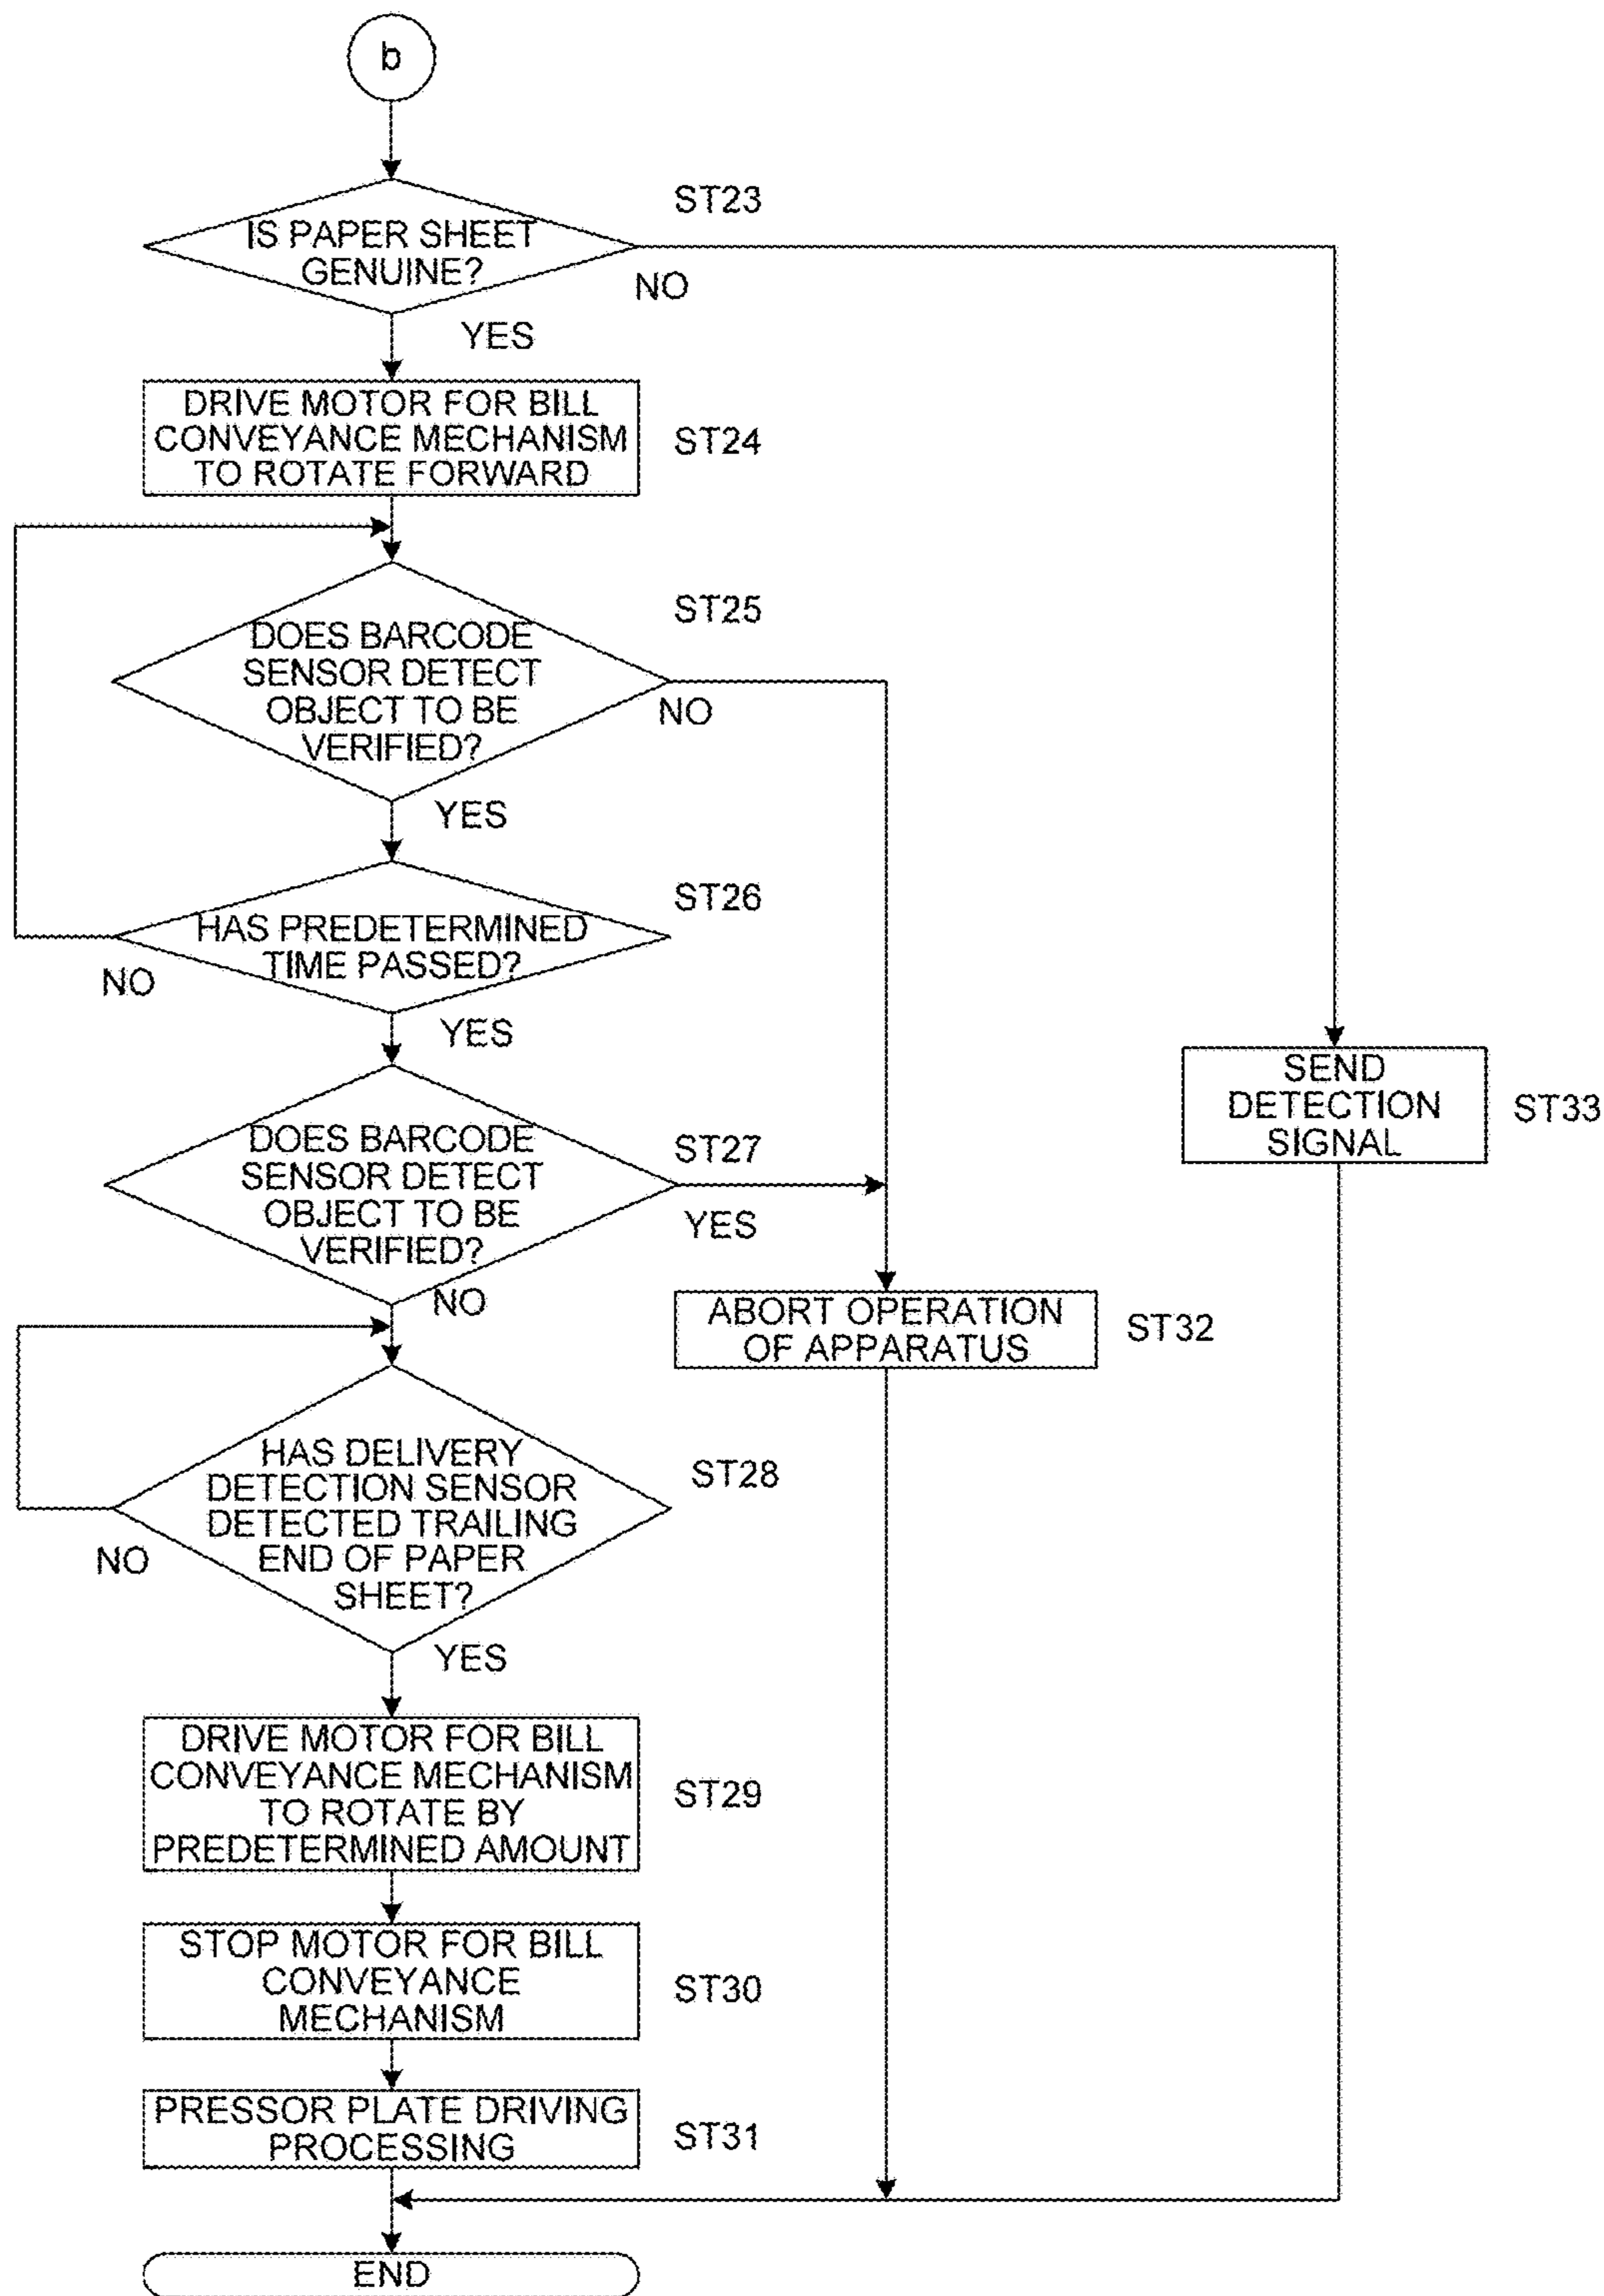 b
ST23
IS PAPER SHEET
GENUINE?
NO
YES
DRIVE MOTOR FOR BILL
CONVEYANCE MECHANISM
TO ROTATE FORWARD
ST24
ST25
DOES BARCODE
SENSOR DETECT
OBJECT TO BE
VERIFIED?
NO
YES
ST26
HAS PREDETERMINED
TIME PASSED?
NO
YES
SEND
DETECTION
SIGNAL
ST33
DOES BARCODE
SENSOR DETECT
OBJECT TO BE
VERIFIED?
ST27
YES
NO
ABORT OPERATION
OF APPARATUS
ST32
HAS DELIVERY
DETECTION SENSOR
DETECTED TRAILING
END OF PAPER
SHEET?
ST28
NO
YES
DRIVE MOTOR FOR BILL
CONVEYANCE MECHANISM
TO ROTATE BY
PREDETERMINED AMOUNT
ST29
STOP MOTOR FOR BILL
CONVEYANCE
MECHANISM
ST30
PRESSOR PLATE DRIVING
PROCESSING
ST31
END